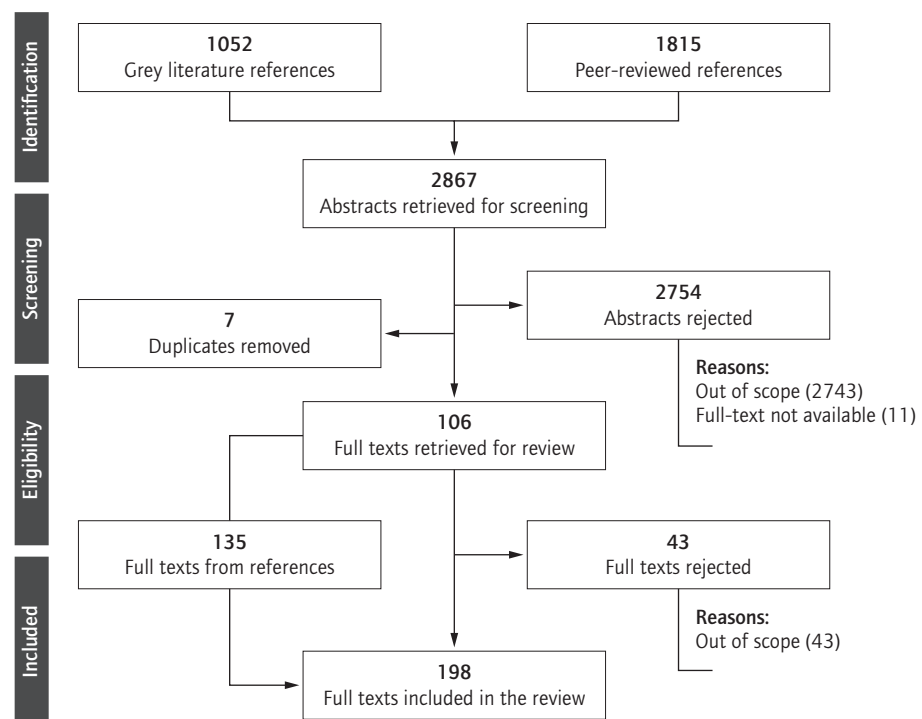 Identification
1052
Grey literature references
1815
Peer-reviewed references
2867
Abstracts retrieved for screening
Screening
2754
Abstracts rejected
7
Duplicates removed
Reasons:
Out of scope (2743)
Full-text not available (11)
Eligibility
106
Full texts retrieved for review
135
Full texts from references
43
Full texts rejected
Included
Reasons:
Out of scope (43)
198
Full texts included in the review